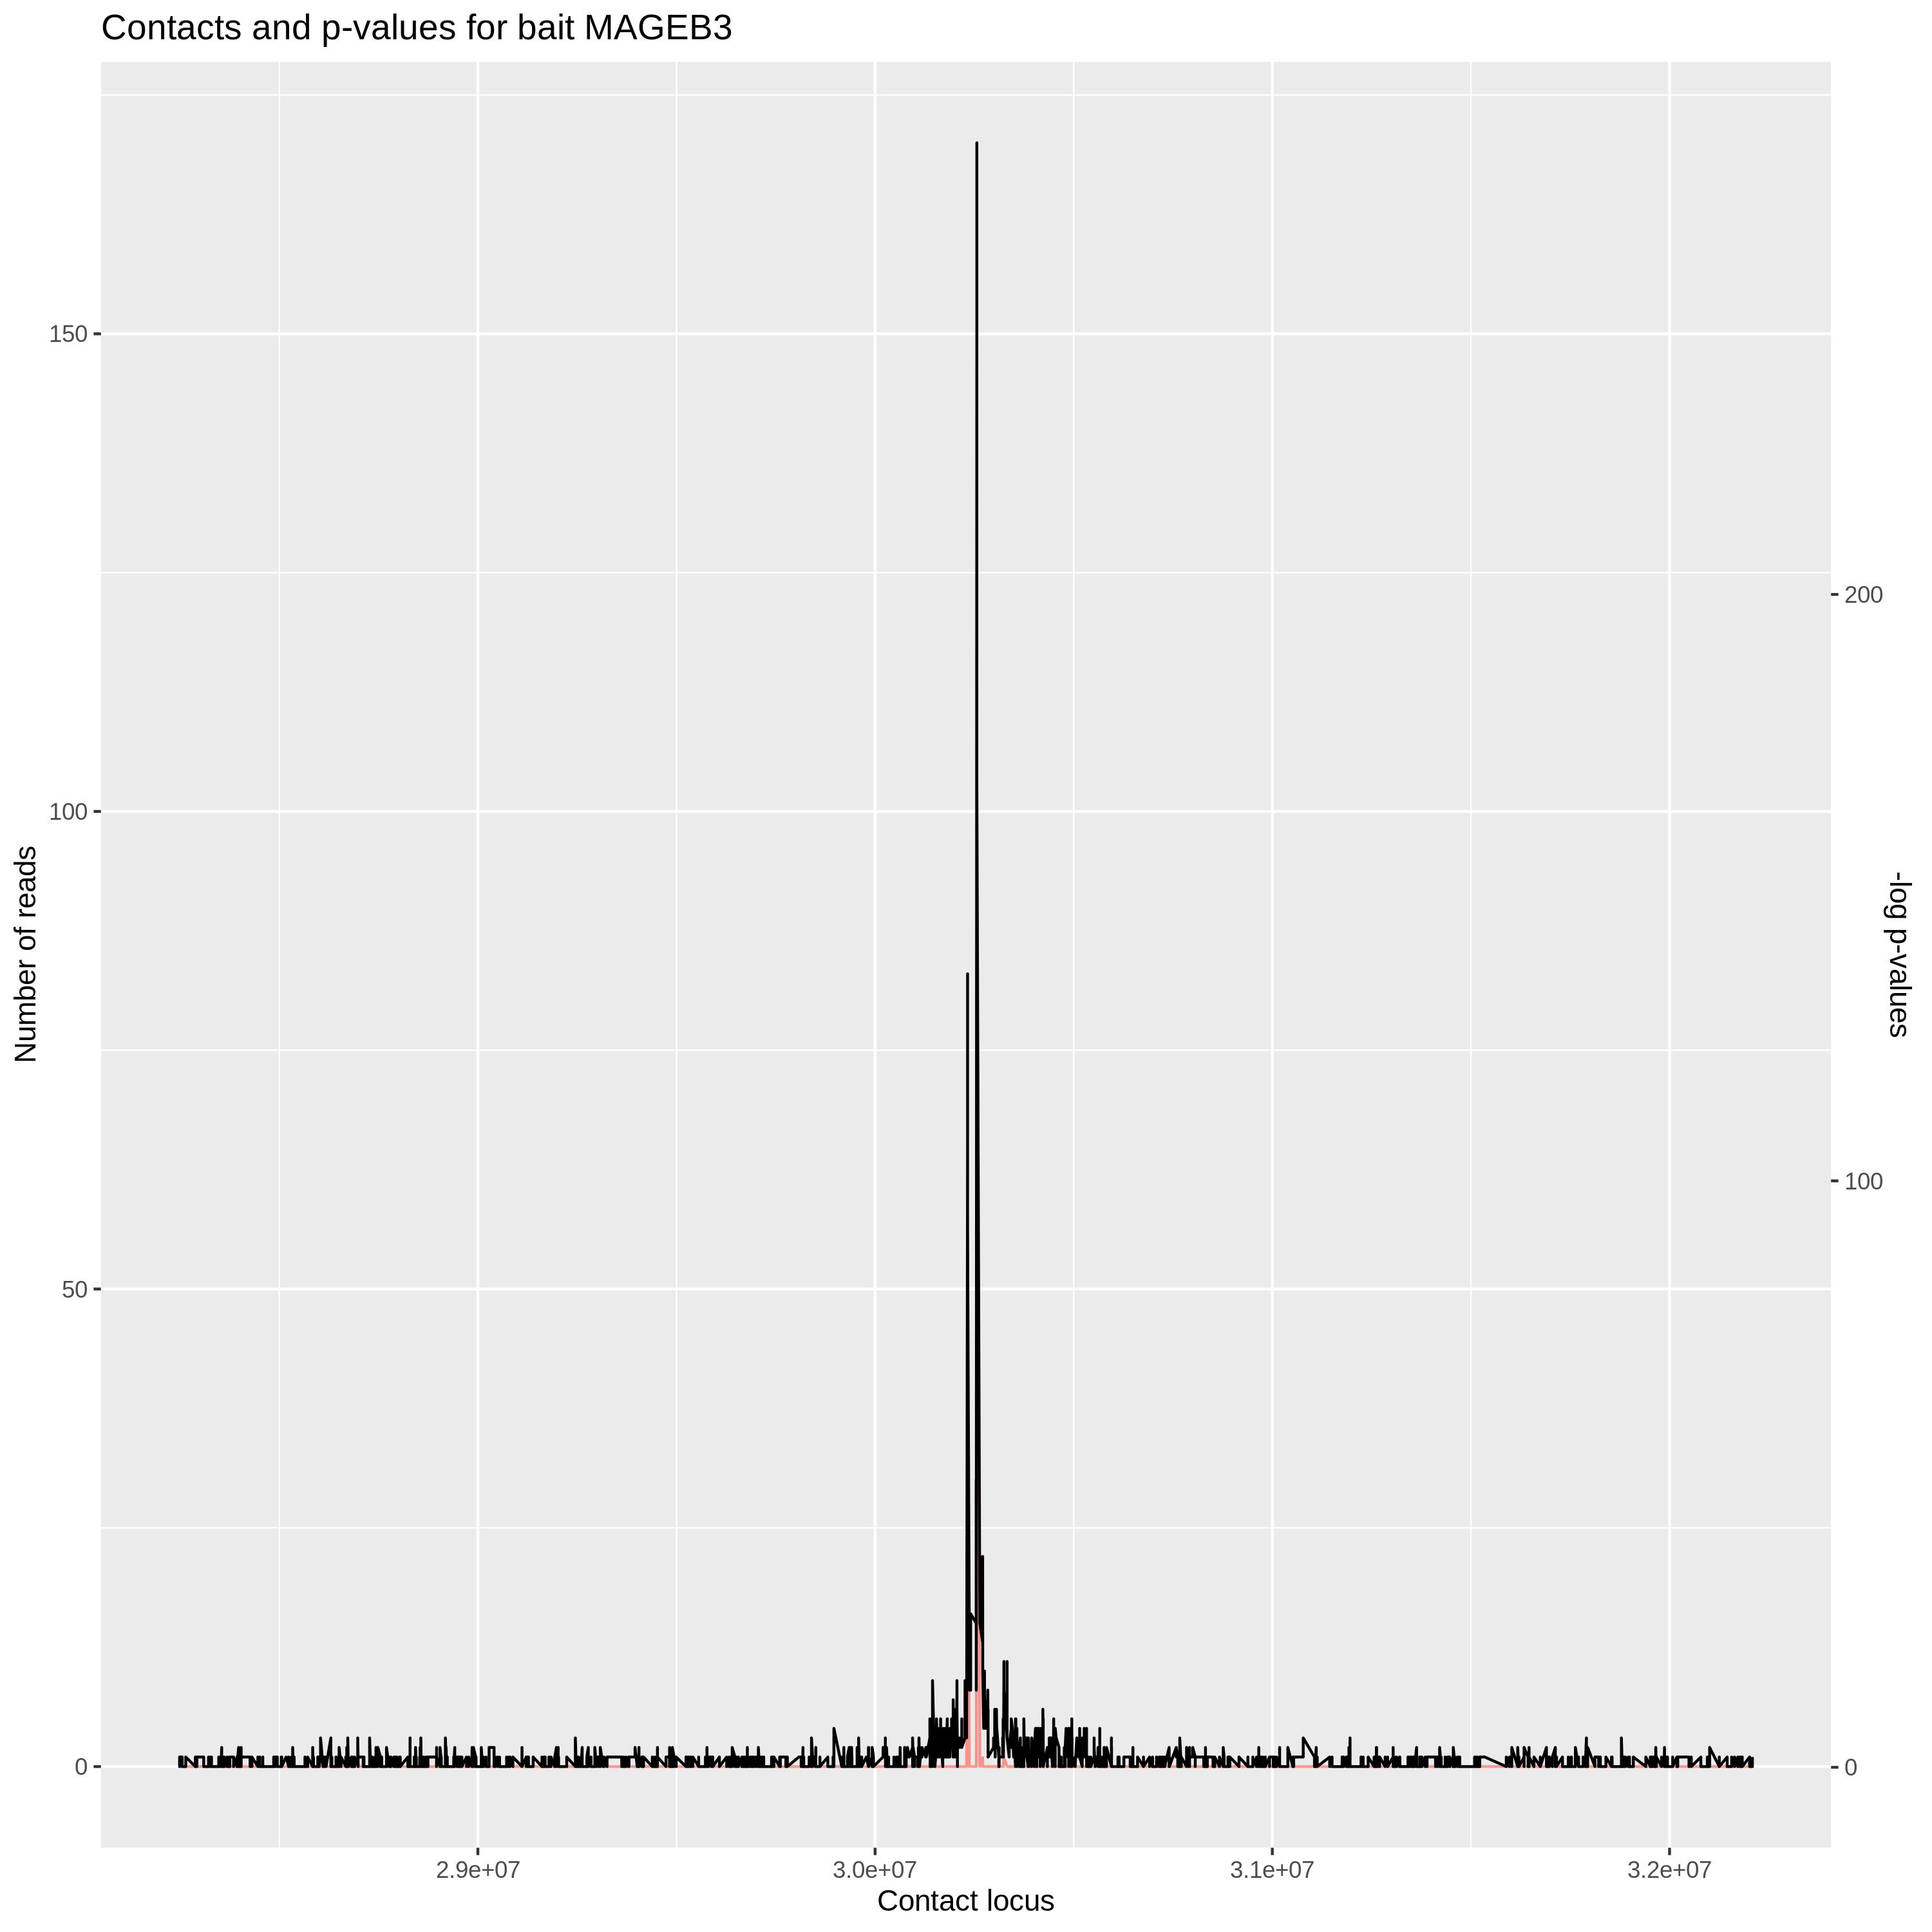 Contacts and p-values for bait MAGEB3
150
100
50
0
Number of reads
200
100
0
-log p-values
2.9e+07
3.0e+07
3.1e+07
3.2e+07
Contact locus